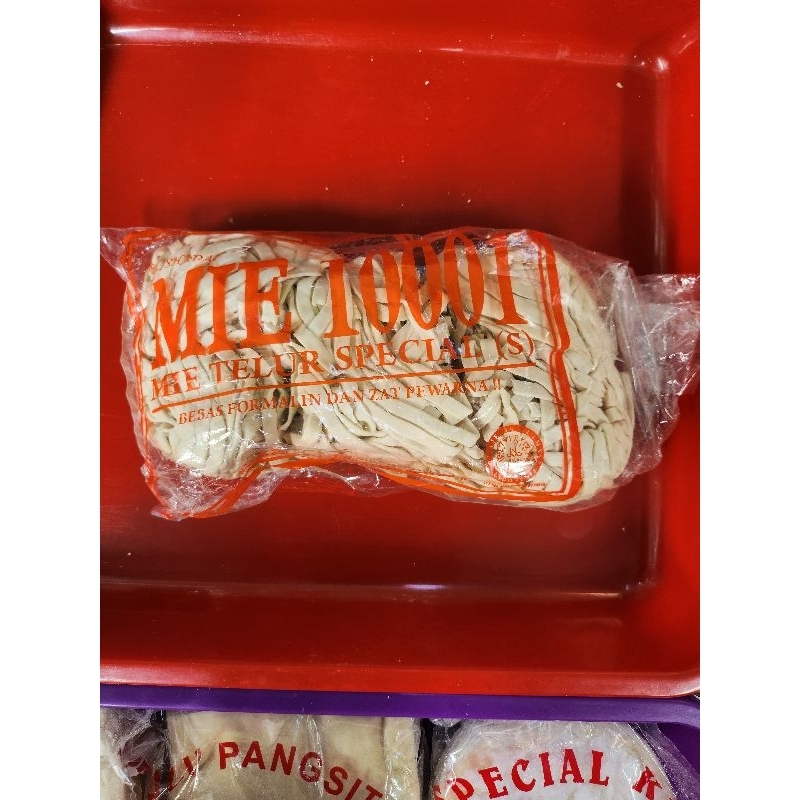 MIE 10001
MIE TELUR SPECIAL (S)
BEBAS FORMALIN DAN ZAT PEWARNA !!
PANGSIT
SPECIAL K